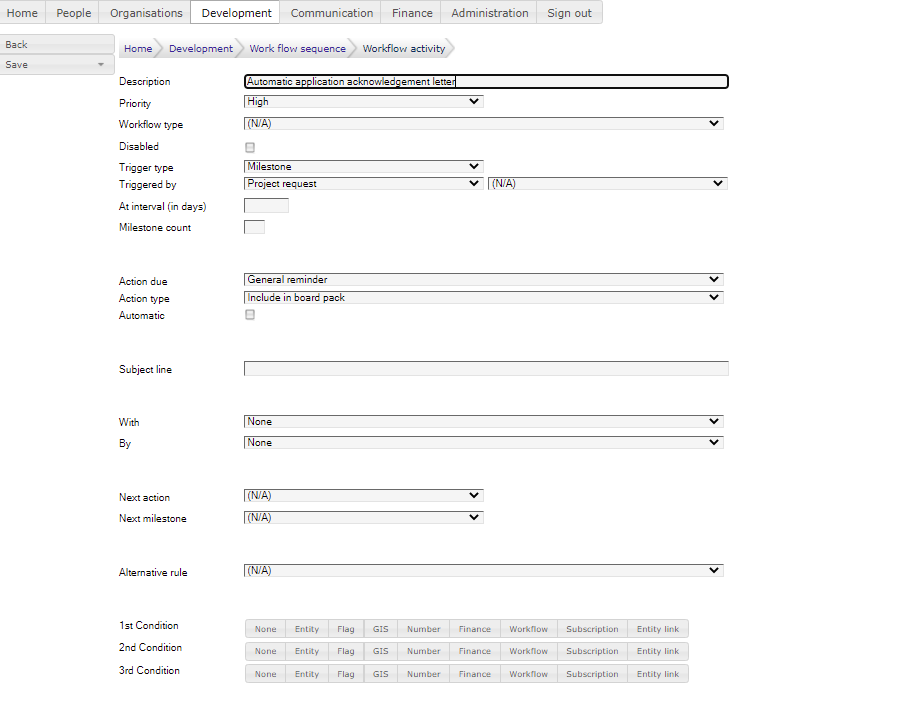 Home People Organisations Development Communication Finance Administration Sign out
Back
Save
Home Development Work flow sequence Workflow activity
Description Automatic application acknowledgement letter
Priority High
Workflow type (N/A)
Disabled
Trigger type Milestone
Triggered by Project request (N/A)
At interval (in days)
Milestone count
Action due General reminder
Action type Include in board pack
Automatic
Subject line
With None
By None
Next action (N/A)
Next milestone (N/A)
Alternative rule (N/A)
1st Condition None Entity Flag GIS Number Finance Workflow Subscription Entity link
2nd Condition None Entity Flag GIS Number Finance Workflow Subscription Entity link
3rd Condition None Entity Flag GIS Number Finance Workflow Subscription Entity link